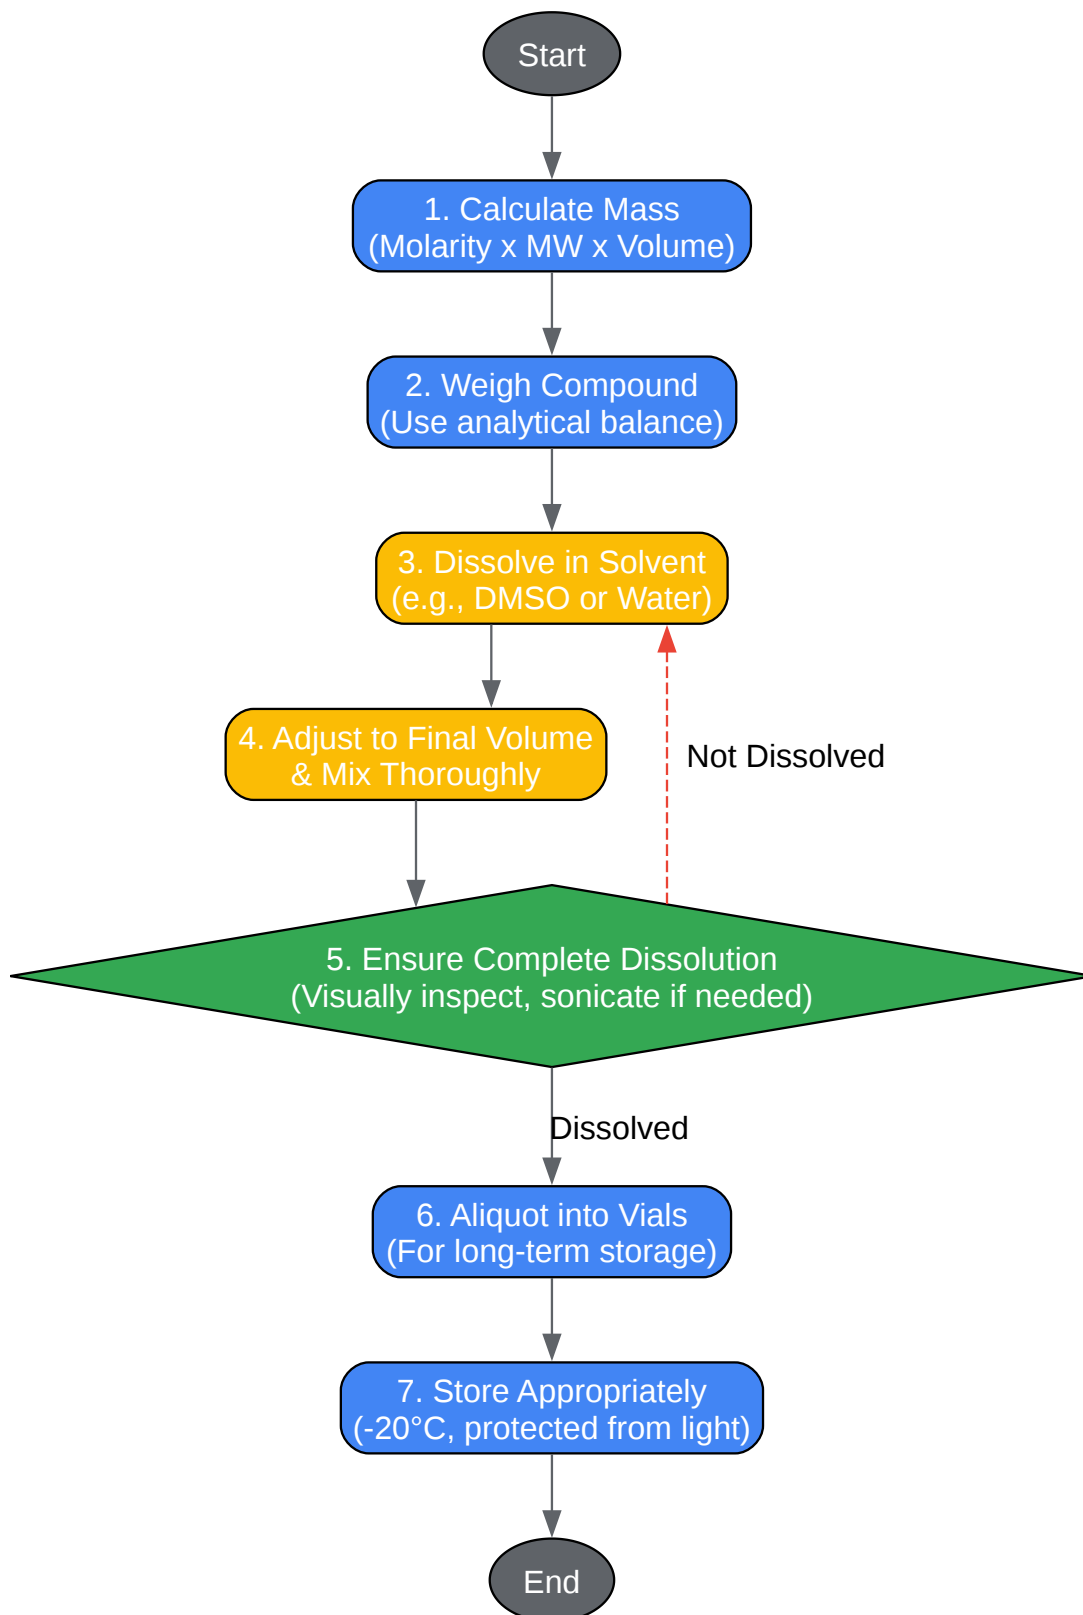 Start
1. Calculate Mass
(Molarity x MW x Volume)
2. Weigh Compound
(Use analytical balance)
3. Dissolve in Solvent
(e.g., DMSO or Water)
4. Adjust to Final Volume
& Mix Thoroughly
Not Dissolved
5. Ensure Complete Dissolution
(Visually inspect, sonicate if needed)
Dissolved
6. Aliquot into Vials
(For long-term storage)
7. Store Appropriately
(-20°C, protected from light)
End